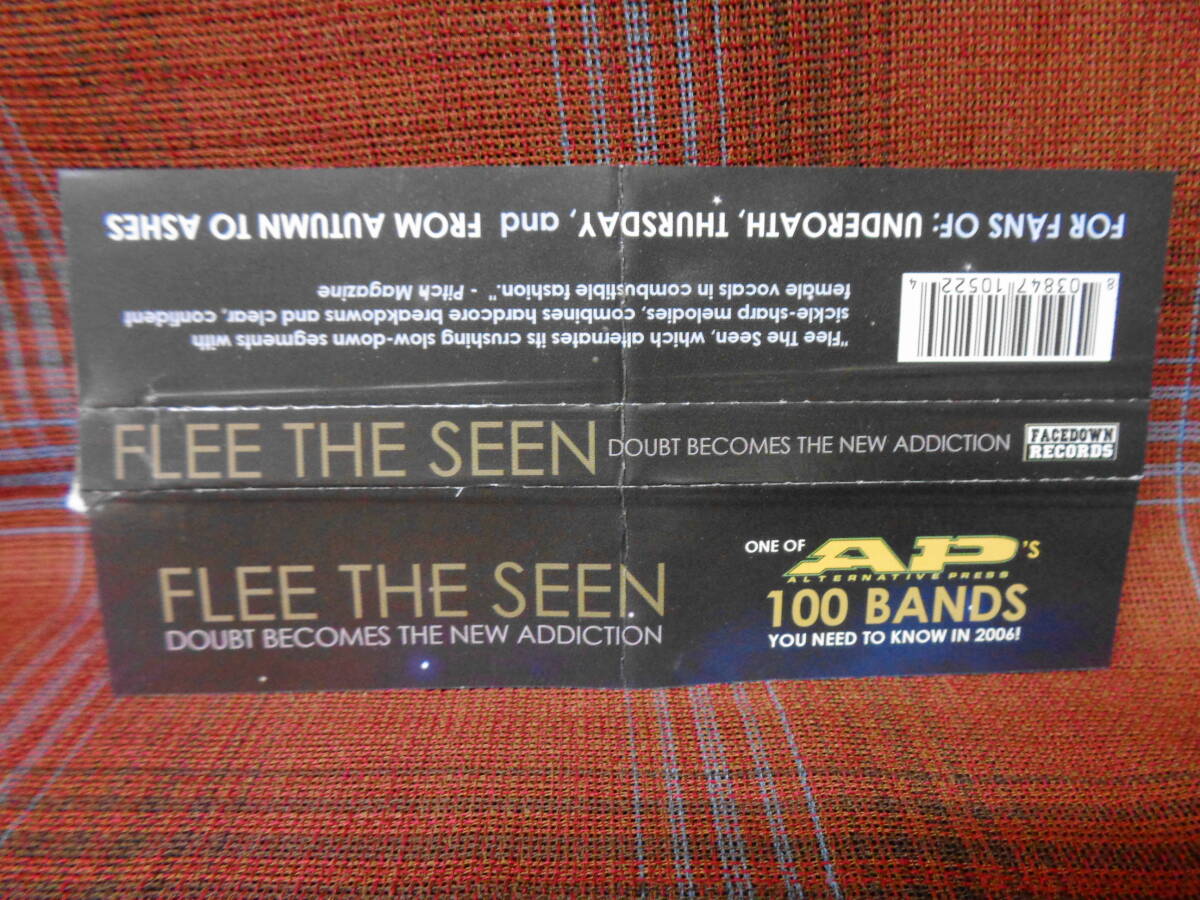 FOR FANS OF: UNDEROATH, THURSDAY, and FROM AUTUMN TO ASHES
"Flee The Seen, which alternates its crushing slow-down segments with
sickle-sharp melodies, combines hardcore breakdowns and clear, confident
female vocals in combustible fashion.". - Pitch Magazine
8 03847 10522 4
FLEE THE SEEN DOUBT BECOMES THE NEW ADDICTION FACEDOWN RECORDS
FLEE THE SEEN
DOUBT BECOMES THE NEW ADDICTION
ONE OF AP'S
ALTERNATIVE PRESS
100 BANDS
YOU NEED TO KNOW IN 2006!